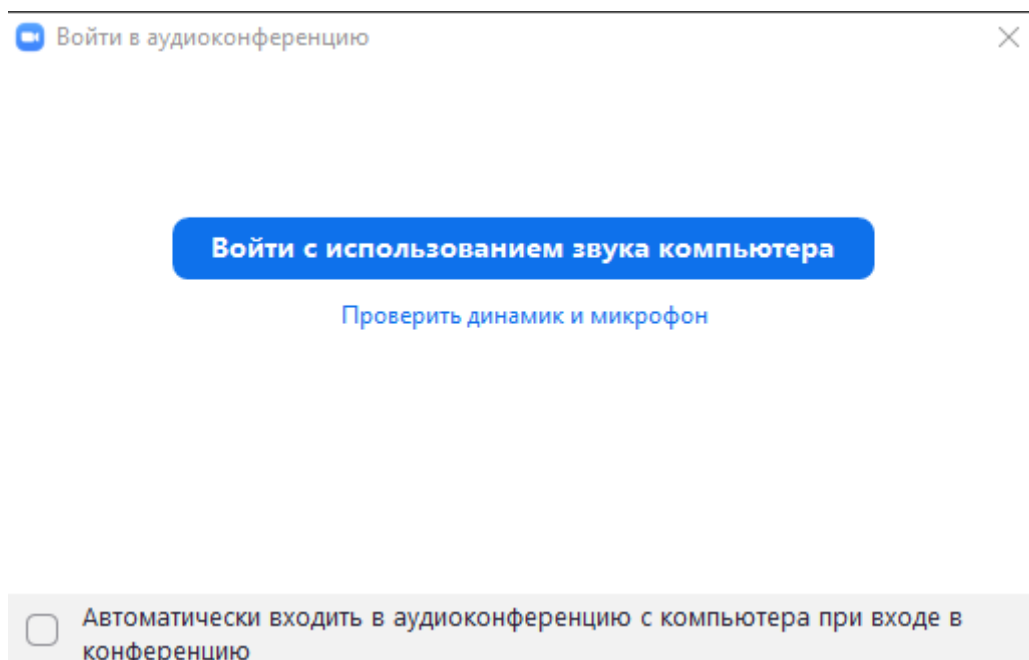 Войти в аудиоконференцию
Войти с использованием звука компьютера
Проверить динамик и микрофон
Автоматически входить в аудиоконференцию с компьютера при входе в
конференцию